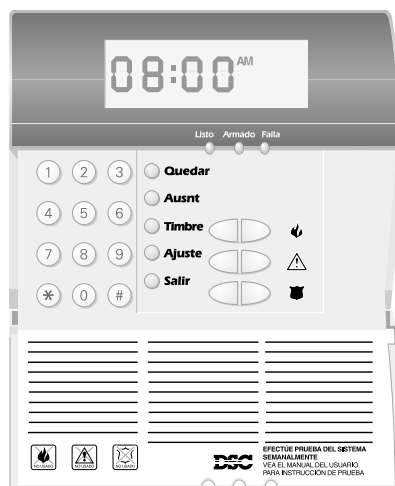 08:00 AM
Listo Armado Falla
1 2 3 Quedar
Ausnt
4 5 6
Timbre
7 8 9 Ajuste
Salir
* 0 #
NO USADO NO USADO NO USADO
DSC
EFECTÚE PRUEBA DEL SISTEMA
SEMANALMENTE
VEA EL MANUAL DEL USUARIO
PARA INSTRUCCIÓN DE PRUEBA